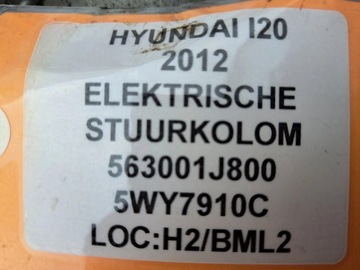 HYUNDAI I20
2012
ELEKTRISCHE
STUURKOLOM
563001J800
5WY7910C
LOC:H2/BML2